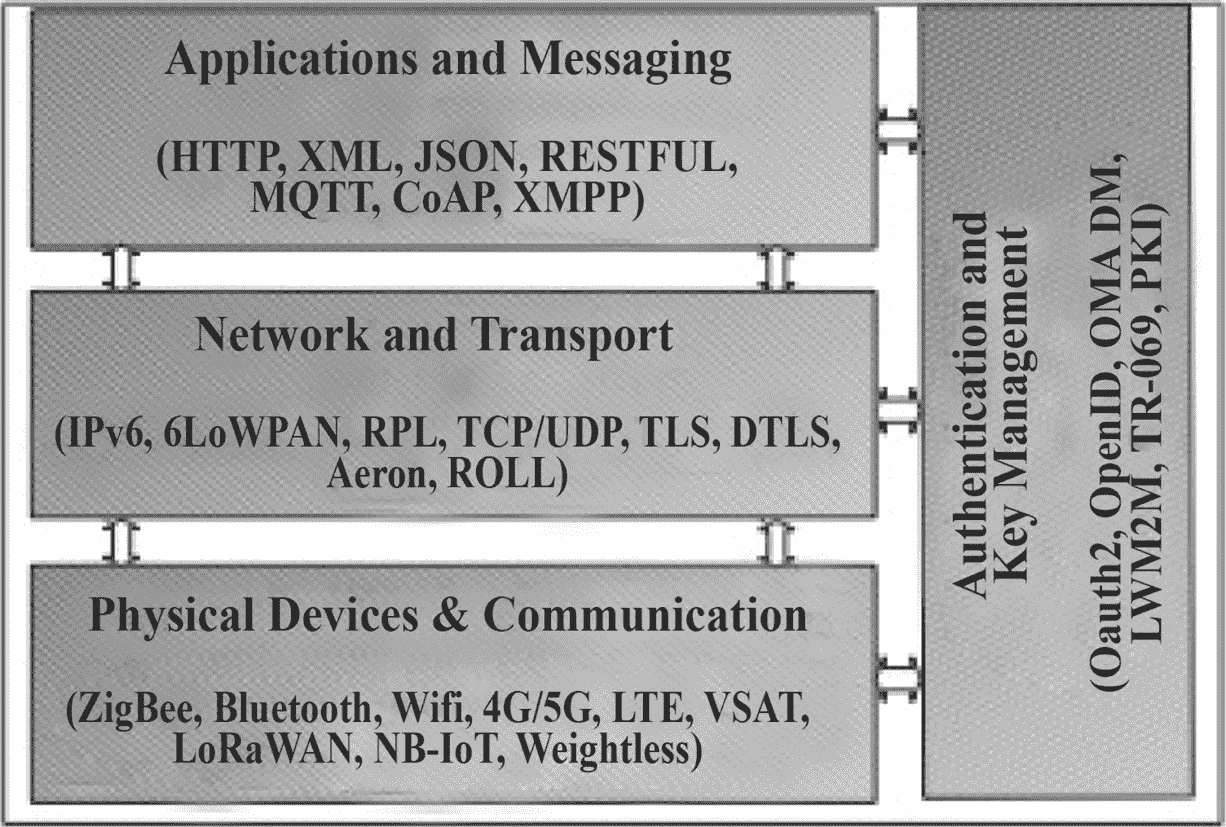 Applications and Messaging
(HTTP, XML, JSON, RESTFUL,
MQTT, CoAP, XMPP)
Network and Transport
(IPv6, 6LoWPAN, RPL, TCP/UDP, TLS, DTLS,
Aeron, ROLL)
Physical Devices & Communication
(ZigBee, Bluetooth, Wifi, 4G/5G, LTE, VSAT,
LoRaWAN, NB-IoT, Weightless)
Authentication and
Key Management
(Oauth2, OpenID, OMA DM,
LWM2M, TR-069, PKI)